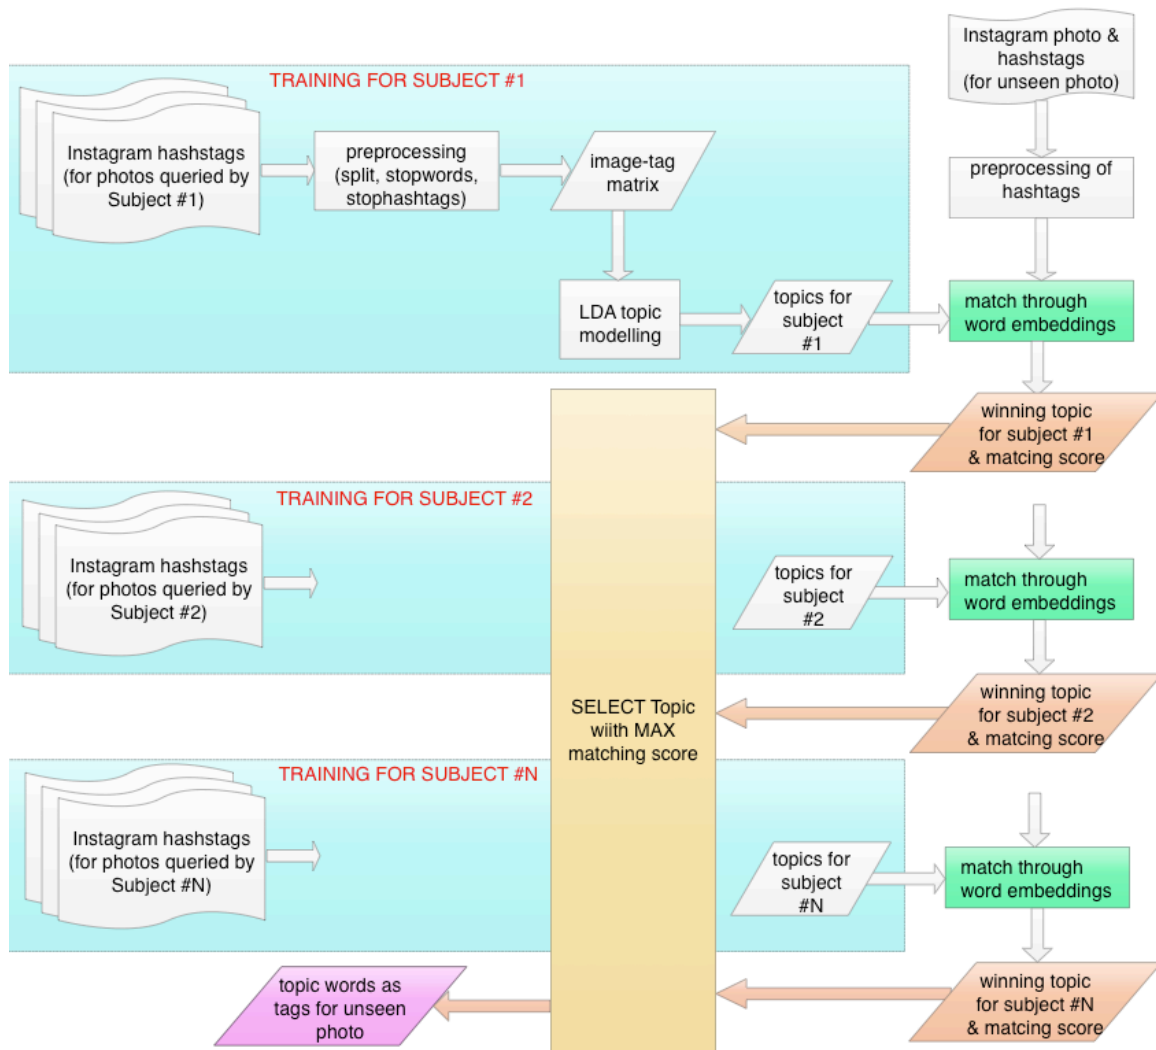 Instagram photo &
hashstags
(for unseen photo)
TRAINING FOR SUBJECT #1
Instagram hashstags
(for photos queried by
Subject #1)
preprocessing
(split, stopwords,
stophashtags)
image-tag
matrix
preprocessing of
hashtags
LDA topic
modelling
topics for
subject
#1
match through
word embeddings
winning topic
for subject #1
& matcing score
TRAINING FOR SUBJECT #2
Instagram hashstags
(for photos queried by
Subject #2)
topics for
subject
#2
match through
word embeddings
winning topic
for subject #2
& matcing score
SELECT Topic
wiith MAX
matching score
TRAINING FOR SUBJECT #N
Instagram hashstags
(for photos queried by
Subject #N)
topics for
subject
#N
match through
word embeddings
winning topic
for subject #N
& matcing score
topic words as
tags for unseen
photo